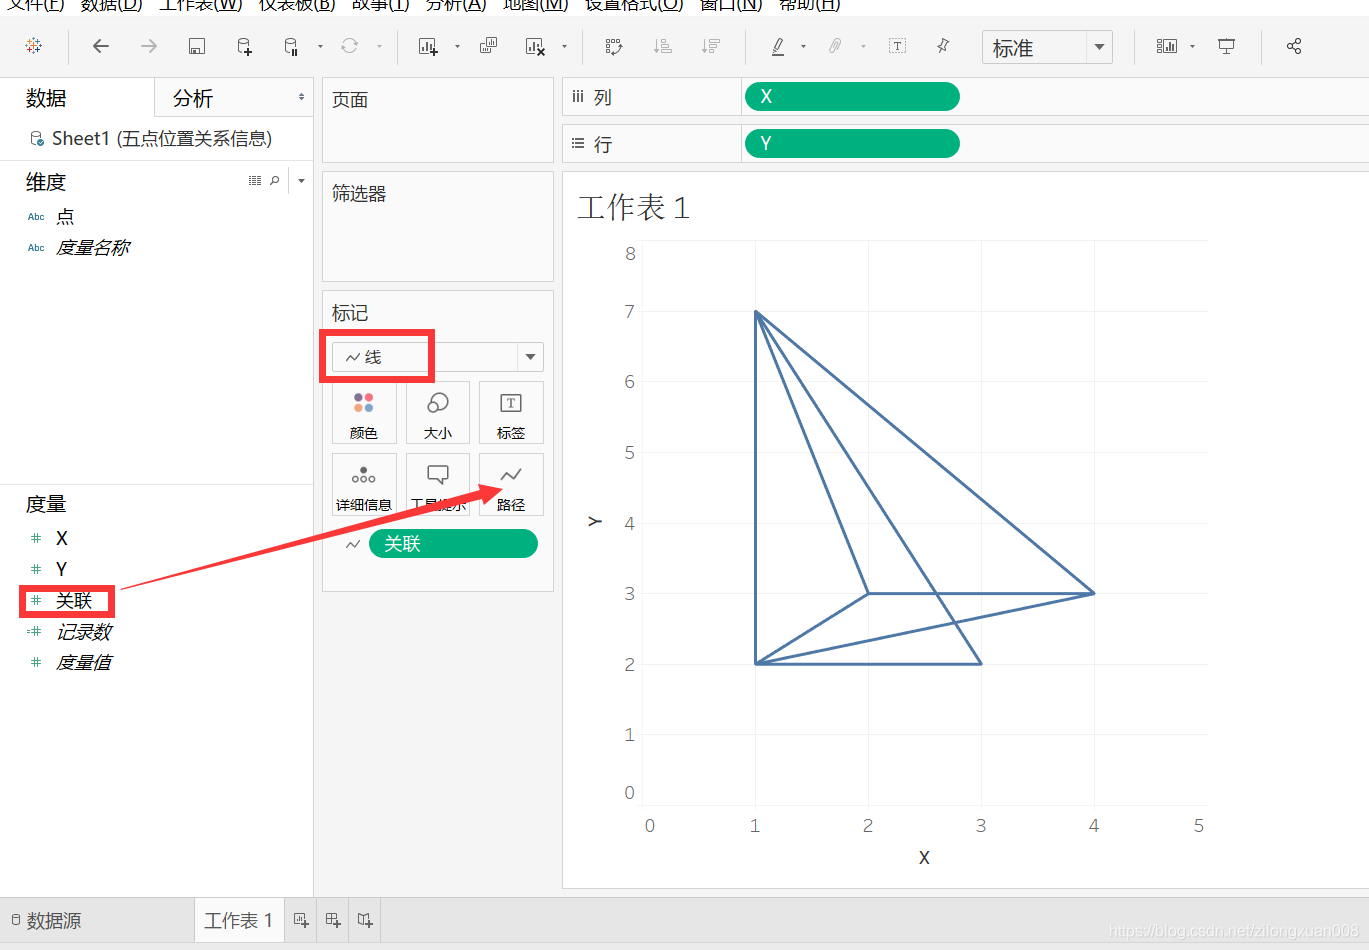 文件(F) 数据(D) 工作表(W) 仪表板(B) 故事(T) 分析(A) 地图(M) 设置格式(O) 窗口(N) 帮助(H)
标准
数据
分析
Sheet1 (五点位置关系信息)
维度
Abc 点
Abc 度量名称
度量
# X
# Y
# 关联
=# 记录数
# 度量值
页面
筛选器
标记
线
颜色
大小
标签
详细信息
工具提示
路径
关联
列
X
行
Y
工作表 1
8
7
6
5
4
3
2
1
0
Y
0
1
2
3
4
5
X
数据源
工作表 1
https://blog.csdn.net/zilongxuan008